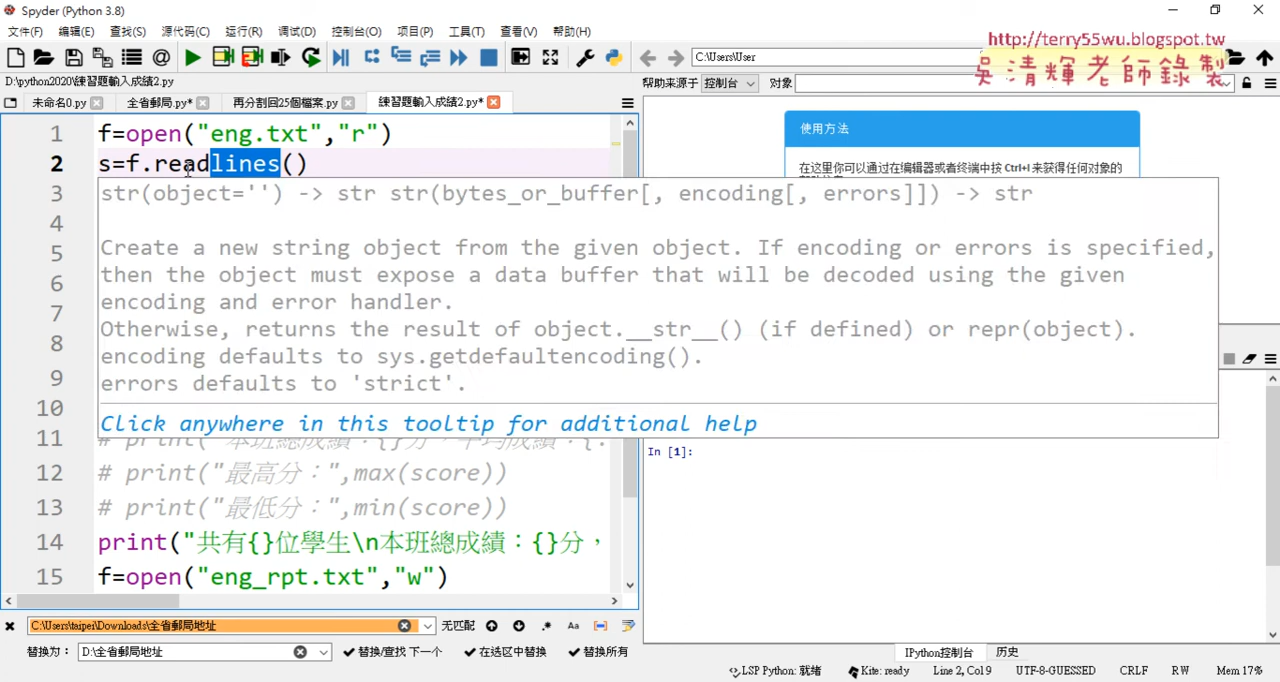 Spyder (Python 3.8)
文件(F) 编辑(E) 查找(S) 源代码(C) 运行(R) 调试(D) 控制台(O) 项目(P) 工具(T) 查看(V) 帮助(H)
C:\Users\User
http://terry55wu.blogspot.tw
吳清輝老師錄製
D:\python2020\練習題輸入成績2.py
帮助来源于 控制台 对象
未命名0.py 全省郵局.py* 再分割回25個檔案.py 練習題輸入成績2.py*
1 f=open("eng.txt","r")
2 s=f.readlines()
3
4
5
6
7
8
9
10
使用方法
在这里你可以通过在编辑器或者终端中按 Ctrl+I 来获得任何对象的
str(object='') -> str str(bytes_or_buffer[, encoding[, errors]]) -> str
Create a new string object from the given object. If encoding or errors is specified,
then the object must expose a data buffer that will be decoded using the given
encoding and error handler.
Otherwise, returns the result of object.__str__() (if defined) or repr(object).
encoding defaults to sys.getdefaultencoding().
errors defaults to 'strict'.
Click anywhere in this tooltip for additional help
11 # print("本班總成績：{}分，平均成績：{.
12 # print("最高分：",max(score))
13 # print("最低分：",min(score))
14 print("共有{}位學生\n本班總成績：{}分，
15 f=open("eng_rpt.txt","w")
In [1]:
C:\Users\taipei\Downloads\全省郵局地址 无匹配 .* Aa
替换为： D:\全省郵局地址 替换/查找下一个 在选区中替换 替换所有
IPython控制台 历史
LSP Python: 就绪 Kite: ready Line 2, Col 9 UTF-8-GUESSED CRLF RW Mem 17%